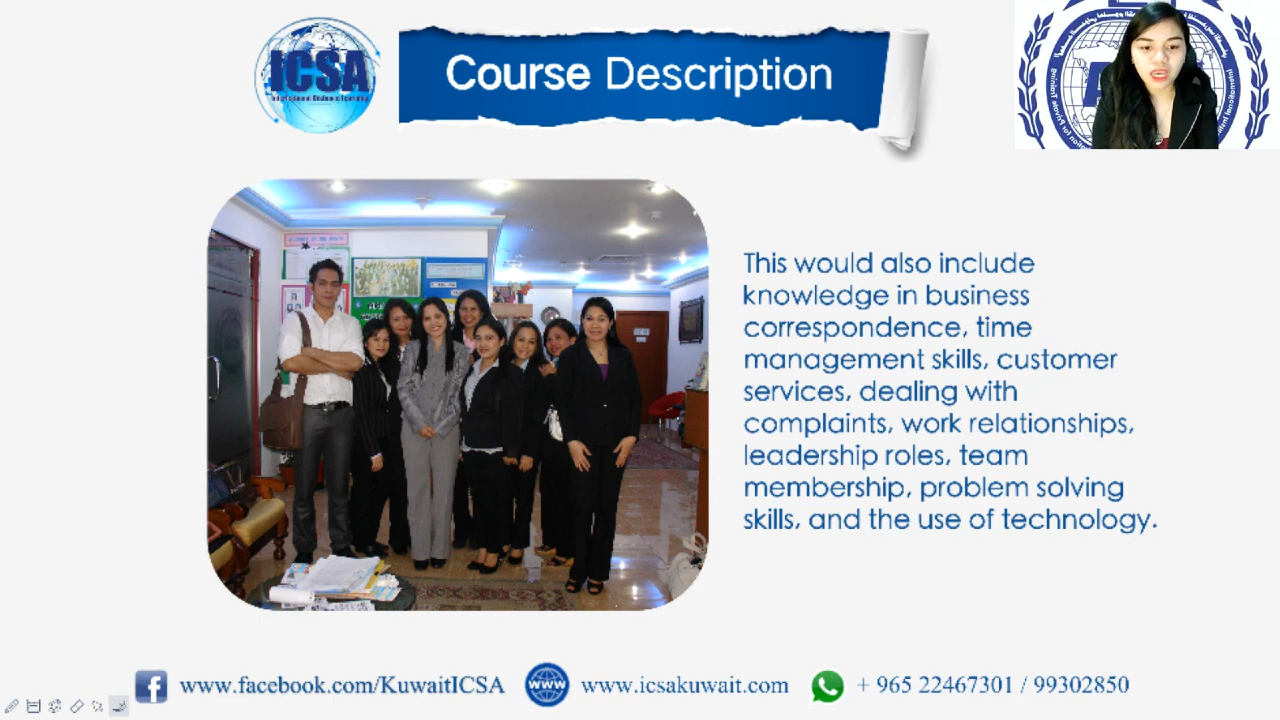 ICSA
Course Description
This would also include
knowledge in business
correspondence, time
management skills, customer
services, dealing with
complaints, work relationships,
leadership roles, team
membership, problem solving
skills, and the use of technology.
www.facebook.com/KuwaitICSA
www.icsakuwait.com
+ 965 22467301 / 99302850